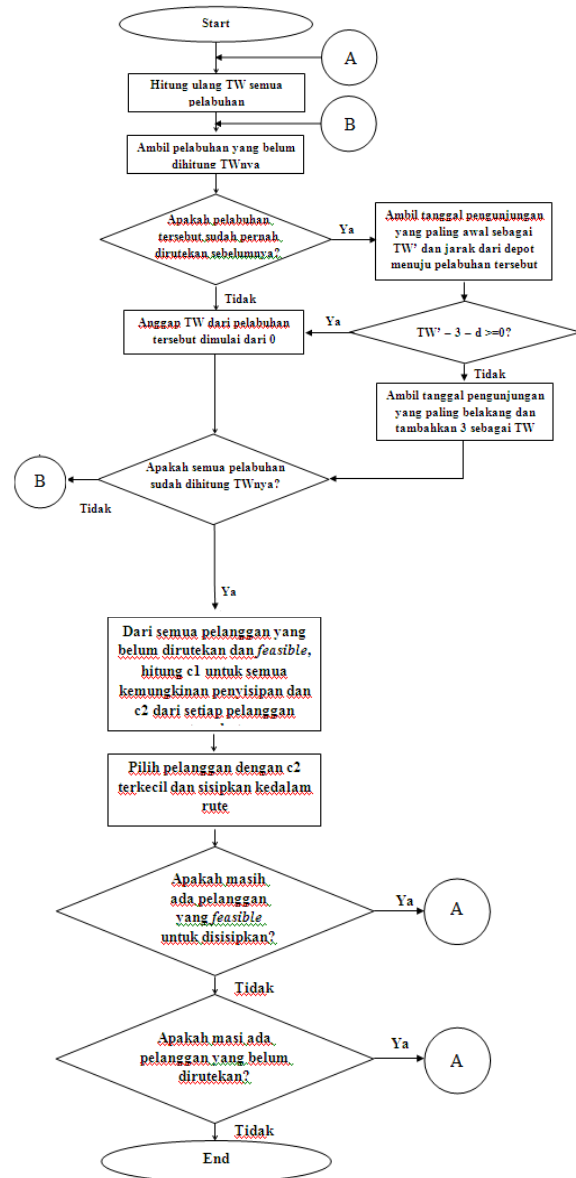 Start
A
Hitung ulang TW semua
pelabuhan
B
Ambil pelabuhan yang belum
dihitung TWnya
Apakah pelabuhan
tersebut sudah pernah
dirutekan sebelumnya?
Ya
Ambil tanggal pengunjungan
yang paling awal sebagai
TW’ dan jarak dari depot
menuju pelabuhan tersebut
Tidak
Anggap TW dari pelabuhan
tersebut dimulai dari 0
Ya
TW’ – 3 – d >=0?
Tidak
Ambil tanggal pengunjungan
yang paling belakang dan
tambahkan 3 sebagai TW
Apakah semua pelabuhan
sudah dihitung TWnya?
B
Tidak
Ya
Dari semua pelanggan yang
belum dirutekan dan feasible,
hitung c1 untuk semua
kemungkinan penyisipan dan
c2 dari setiap pelanggan
Pilih pelanggan dengan c2
terkecil dan sisipkan kedalam
rute
Apakah masih
ada pelanggan
yang feasible
untuk disisipkan?
Ya
A
Tidak
Apakah masi ada
pelanggan yang belum
dirutekan?
Ya
A
Tidak
End